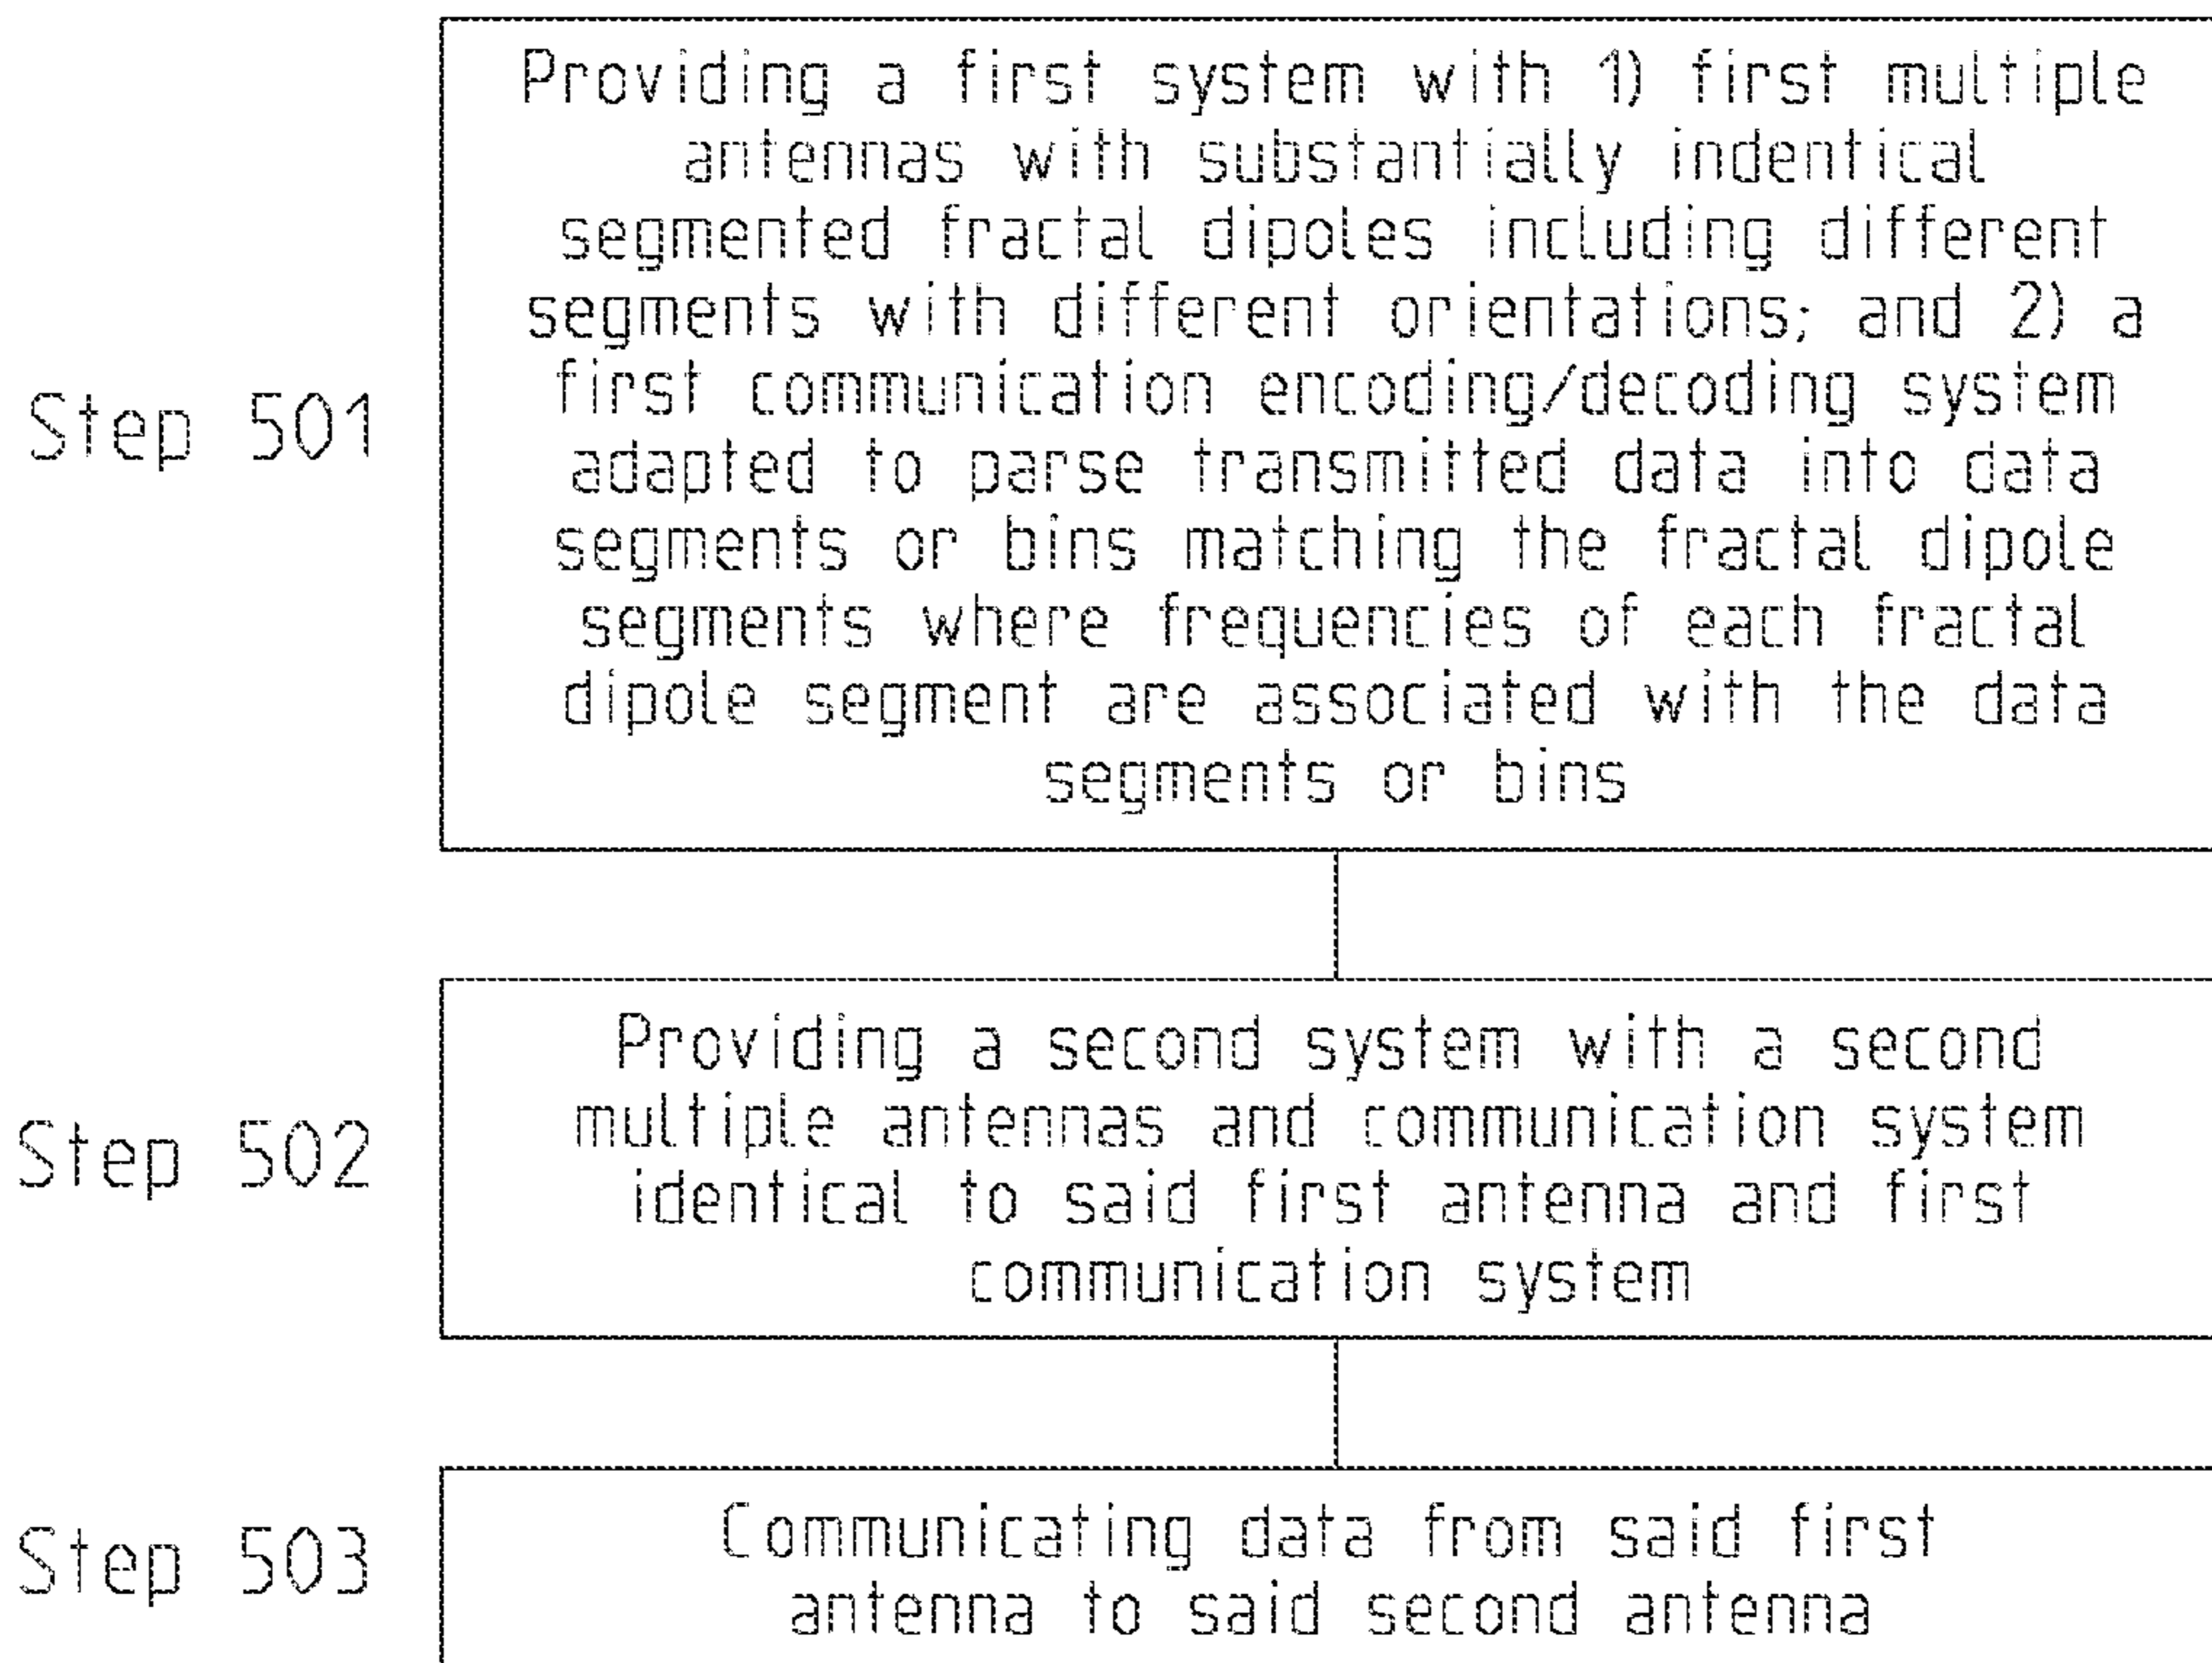 Providing a first system with 1) first multiple
antennas with substantially indentical
segmented fractal dipoles including different
segments with different orientations; and 2) a
first communication encoding/decoding system
Step 501
adapted to parse transmitted data into data
segments or bins matching the fractal dipole
segments where frequencies of each fractal
dipole segment are associated with the data
segments or bins
Providing a second system with a second
multiple antennas and communication system
Step 502
identical to said first antenna and first
communication system
Communicating data from said first
Step 503
antenna to said second antenna